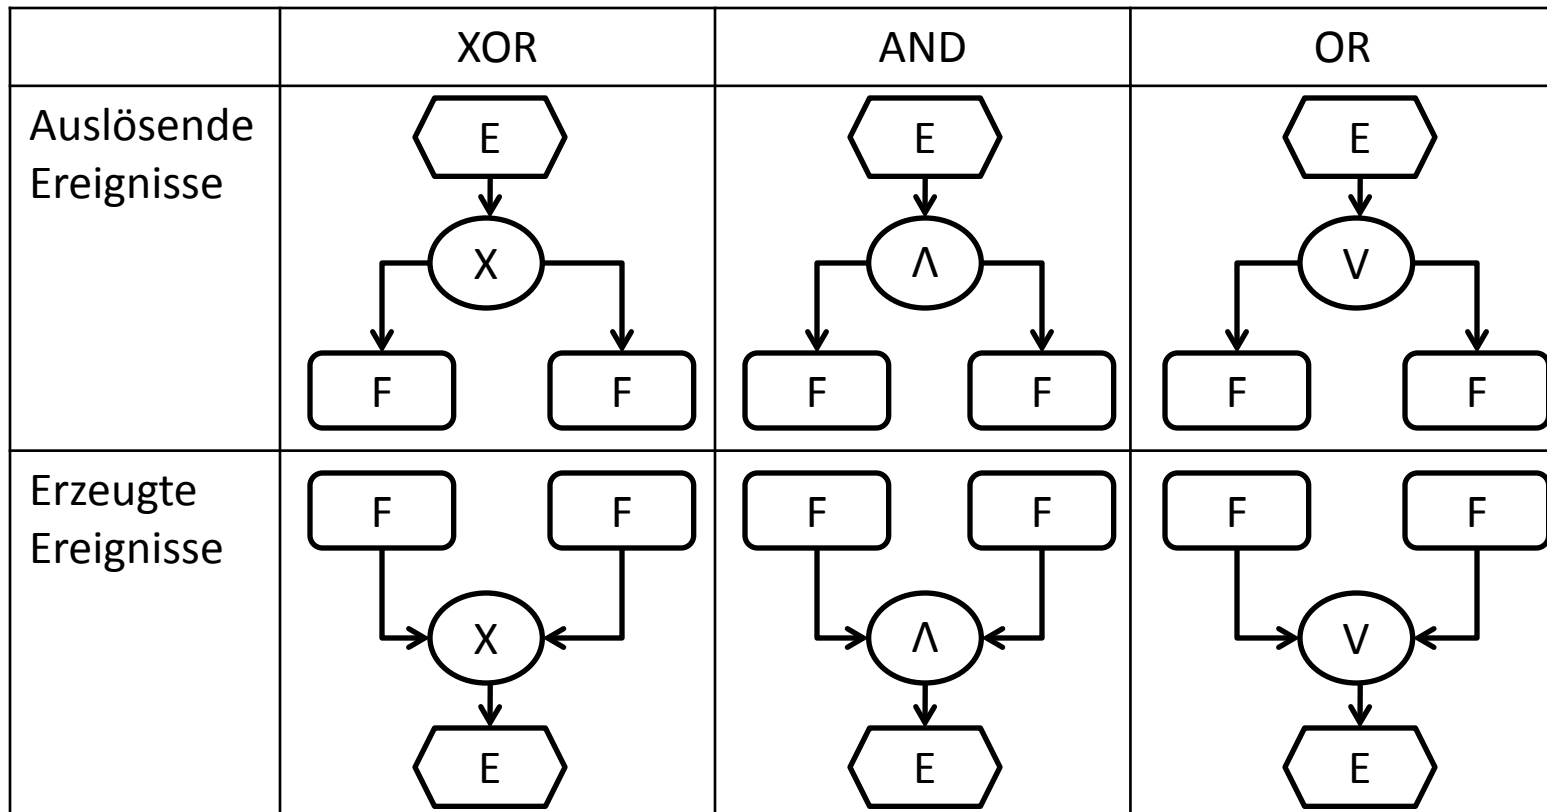 XOR AND OR
Auslösende
Ereignisse
E E E
X Λ V
F F F F F F
Erzeugte
Ereignisse
F F F F F F
X Λ V
E E E